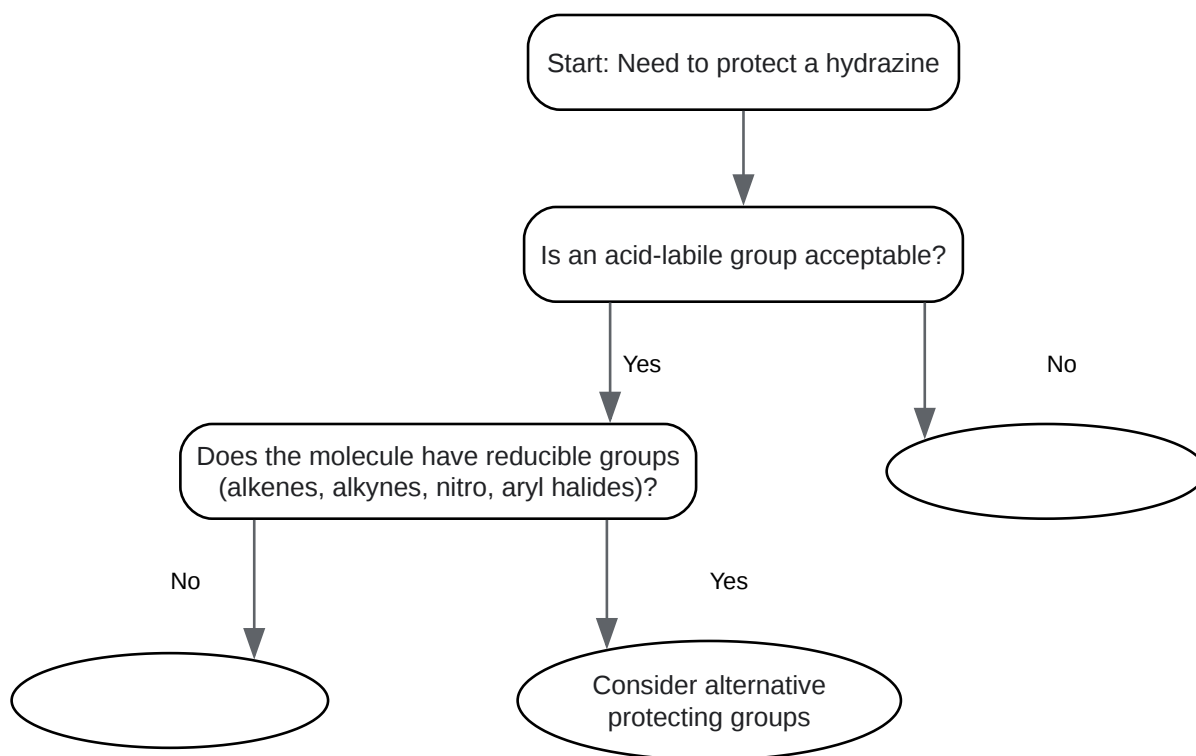 Start: Need to protect a hydrazine
Is an acid-labile group acceptable?
Yes
No
Does the molecule have reducible groups
(alkenes, alkynes, nitro, aryl halides)?
No
Yes
Consider alternative
protecting groups